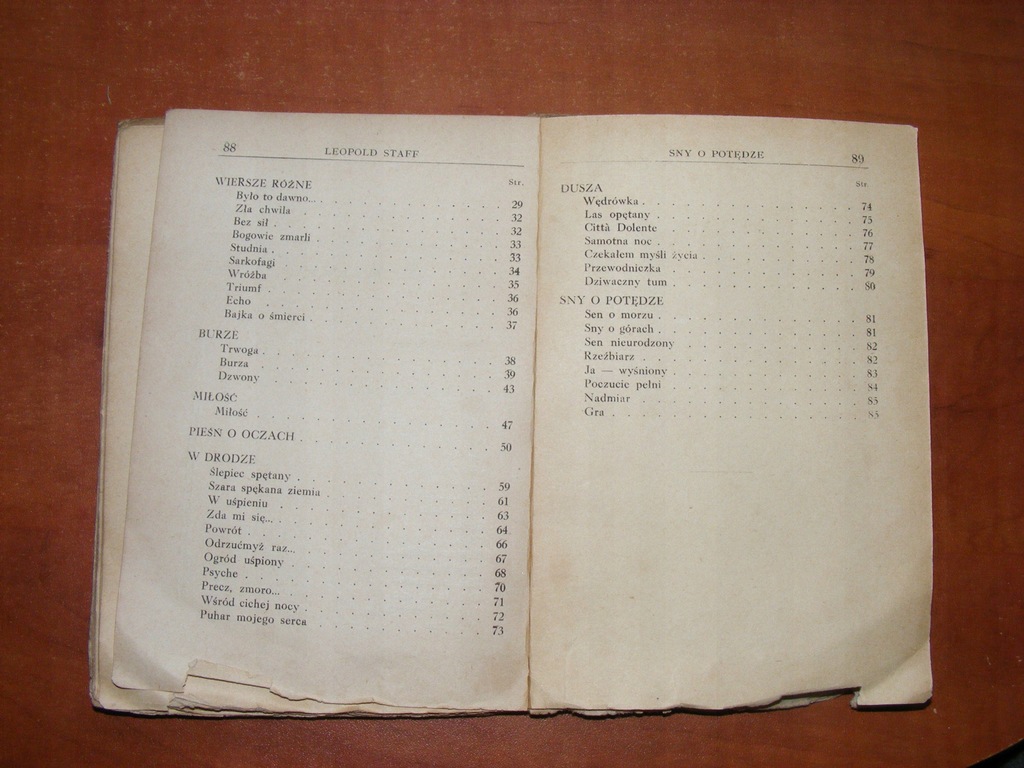 88 LEOPOLD STAFF
WIERSZE RÓŻNE Str.
Było to dawno... 29
Zła chwila 32
Bez sił 32
Bogowie zmarli 33
Studnia 33
Sarkofagi 34
Wróżba 35
Triumf 36
Echo 36
Bajka o śmierci 37
BURZE
Trwoga 38
Burza 39
Dzwony 43
MIŁOŚĆ
Miłość 47
PIEŚN O OCZACH 50
W DRODZE
Ślepiec spętany 59
Szara spękana ziemia 61
W uśpieniu 63
Zda mi się... 64
Powrót 66
Odrzućmyż raz... 67
Ogród uśpiony 68
Psyche 70
Precz, zmoro... 71
Wśród cichej nocy 72
Puhar mojego serca 73
SNY O POTĘDZE 89
DUSZA Str.
Wędrówka 74
Las opętany 75
Città Dolente 76
Samotna noc 77
Czekałem myśli życia 78
Przewodniczka 79
Dziwaczny tum 80
SNY O POTĘDZE
Sen o morzu 81
Sny o górach 81
Sen nieurodzony 82
Rzeźbiarz 82
Ja — wyśniony 83
Poczucie pełni 84
Nadmiar 85
Gra 85